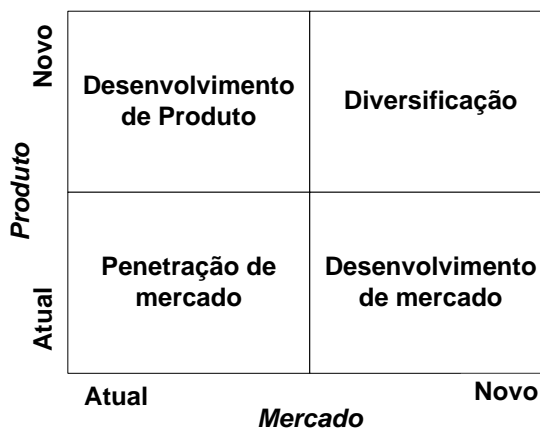 Novo
Desenvolvimento
de Produto
Diversificação
Produto
Atual
Penetração de
mercado
Desenvolvimento
de mercado
Atual
Novo
Mercado